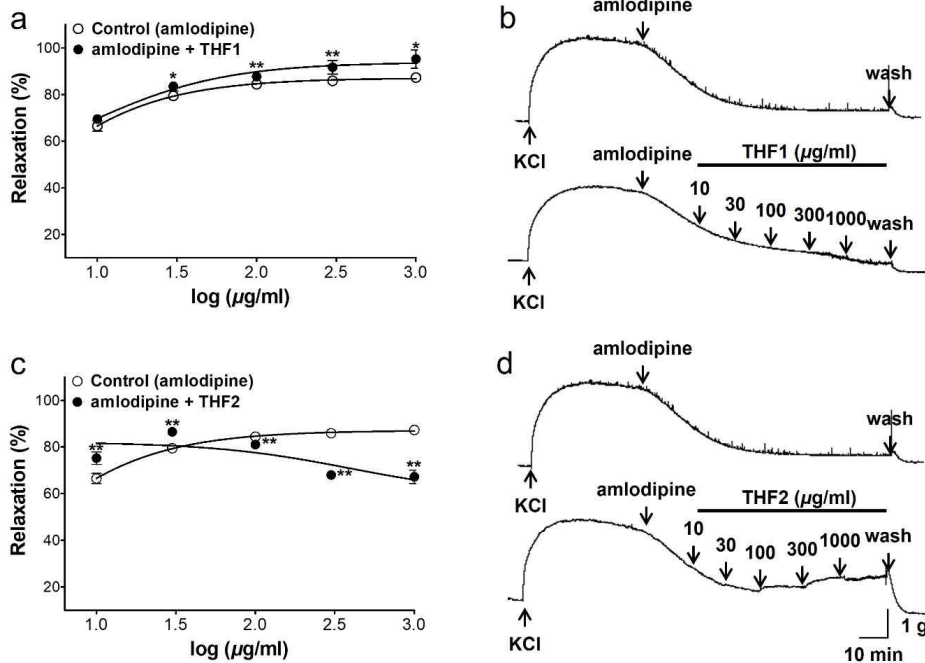 a
Control (amlodipine)
amlodipine + THF1
100
80
60
40
20
Relaxation (%)
*
**
**
*
1.0
1.5
2.0
2.5
3.0
log (µg/ml)
b
amlodipine
wash
KCl
amlodipine
THF1 (µg/ml)
10
30
100
300
1000
wash
KCl
c
Control (amlodipine)
amlodipine + THF2
100
80
60
40
20
Relaxation (%)
**
**
**
**
**
1.0
1.5
2.0
2.5
3.0
log (µg/ml)
d
amlodipine
wash
KCl
amlodipine
THF2 (µg/ml)
10
30
100
300
1000
wash
KCl
1 g
10 min